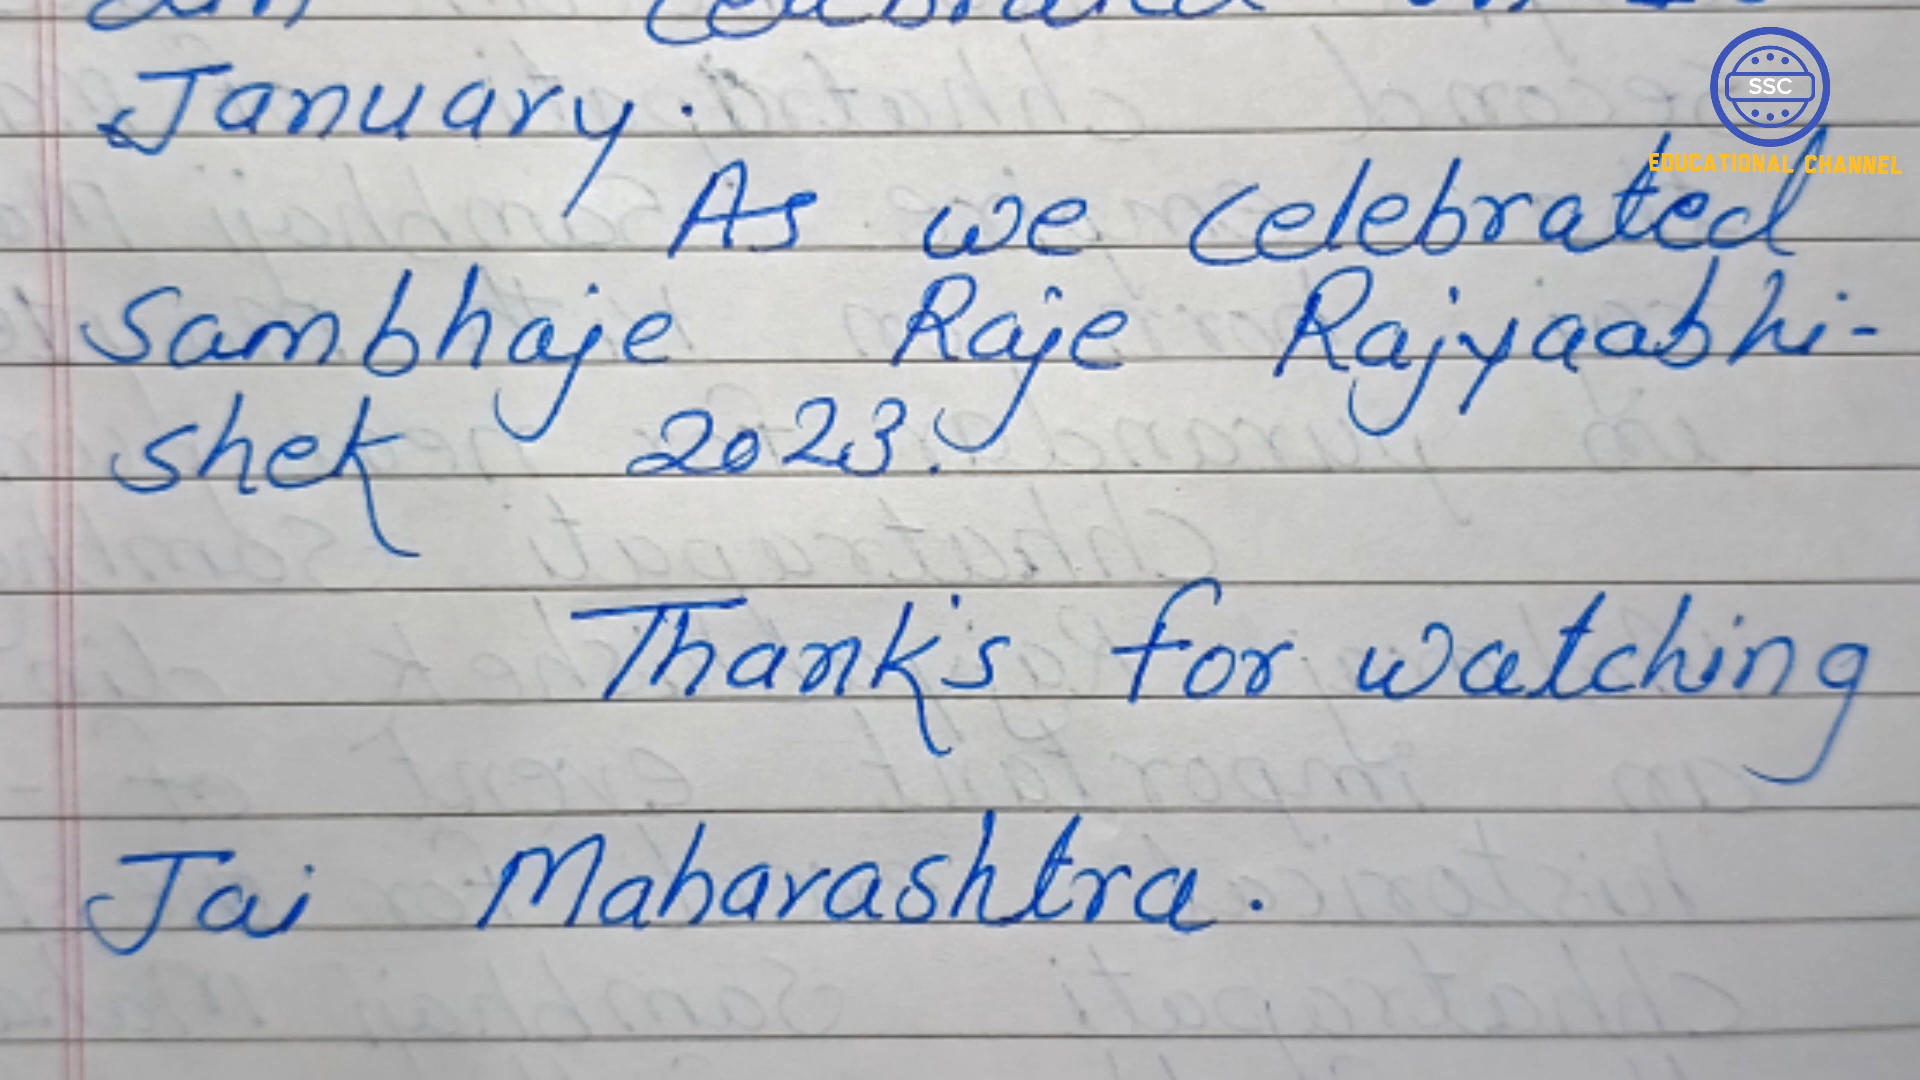 January.
As we celebrated
Sambhaje Raje Rajyaabhi-
shek 2023.
Thank's for watching
Jai Maharashtra.
SSC
EDUCATIONAL CHANNEL